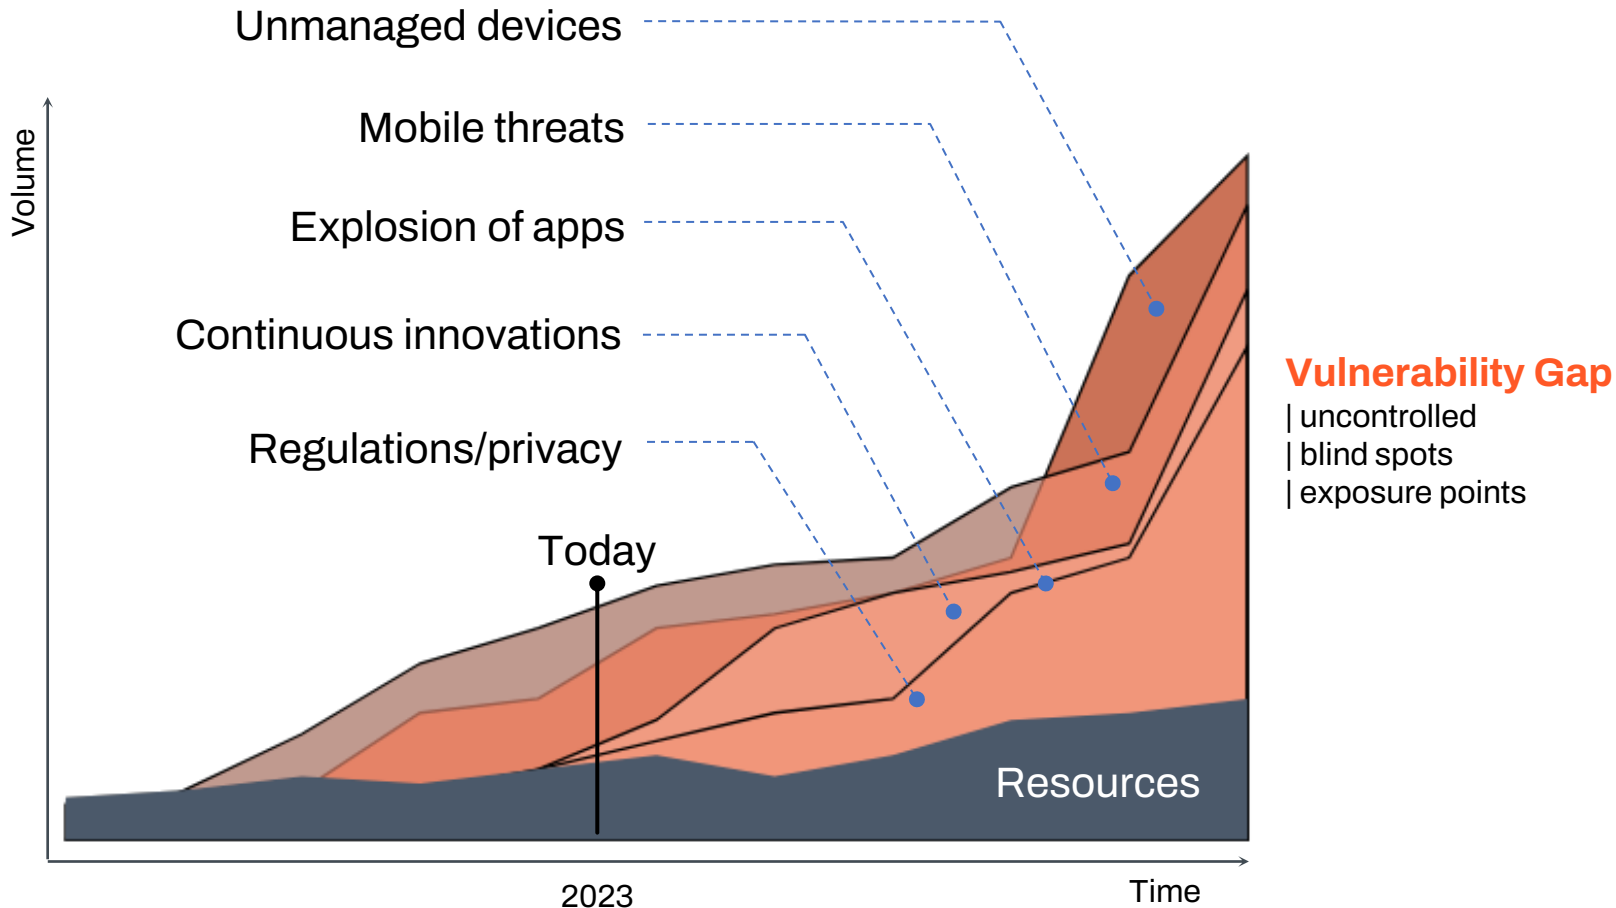 Unmanaged devices
Mobile threats
Volume
Explosion of apps
Continuous innovations
Vulnerability Gap
| uncontrolled
| blind spots
| exposure points
Regulations/privacy
Today
Resources
2023
Time